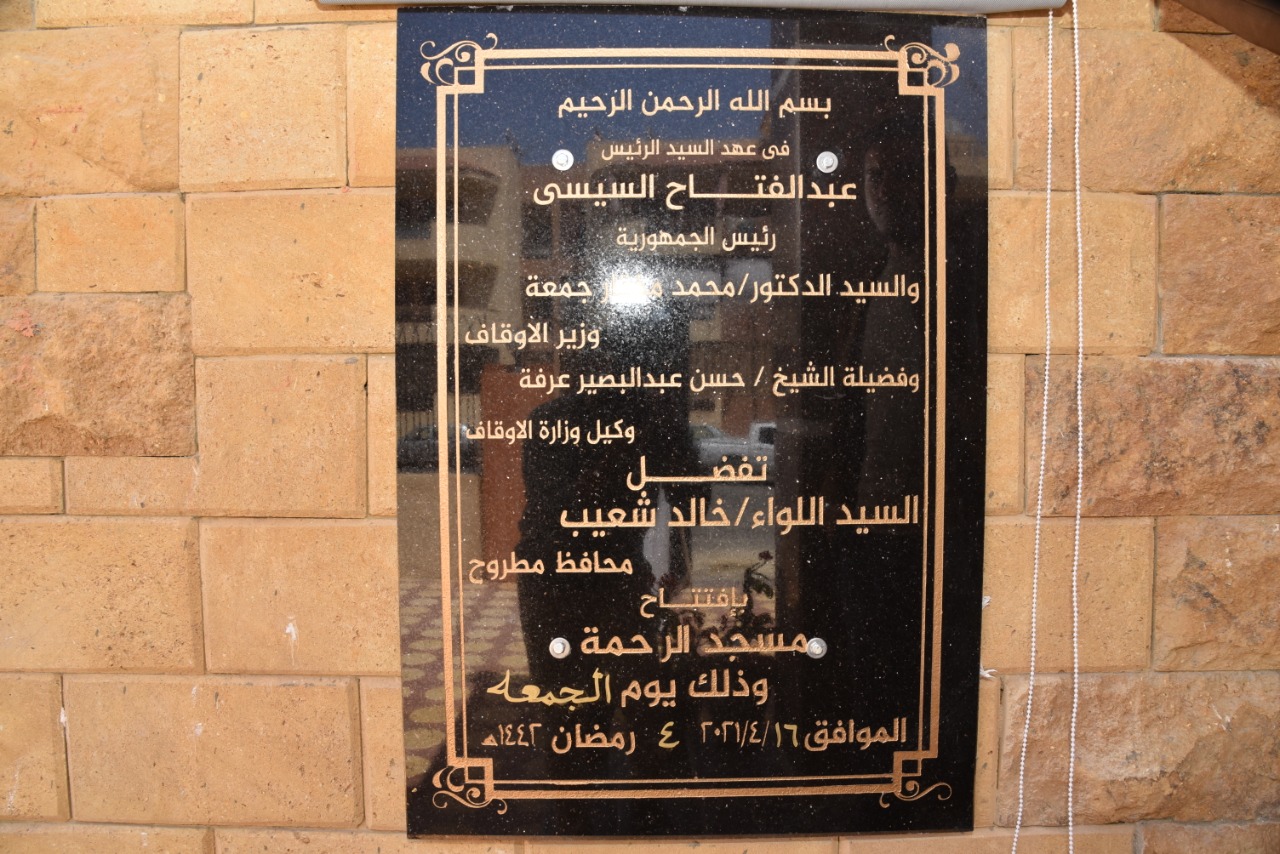 بسم الله الرحمن الرحيم
فى عهد السيد الرئيس
عبدالفتاح السيسى
رئيس الجمهورية
والسيد الدكتور/محمد جمعة
وزير الاوقاف
وفضيلة الشيخ / حسن عبدالبصير عرفة
وكيل وزارة الاوقاف
تفضل
السيد اللواء/خالد شعيب
محافظ مطروح
بإفتتاح
مسجد الرحمة
وذلك يوم الجمعه
الموافق ٢٠٢١/٤/١٦ ٤ رمضان ١٤٤٢هـ